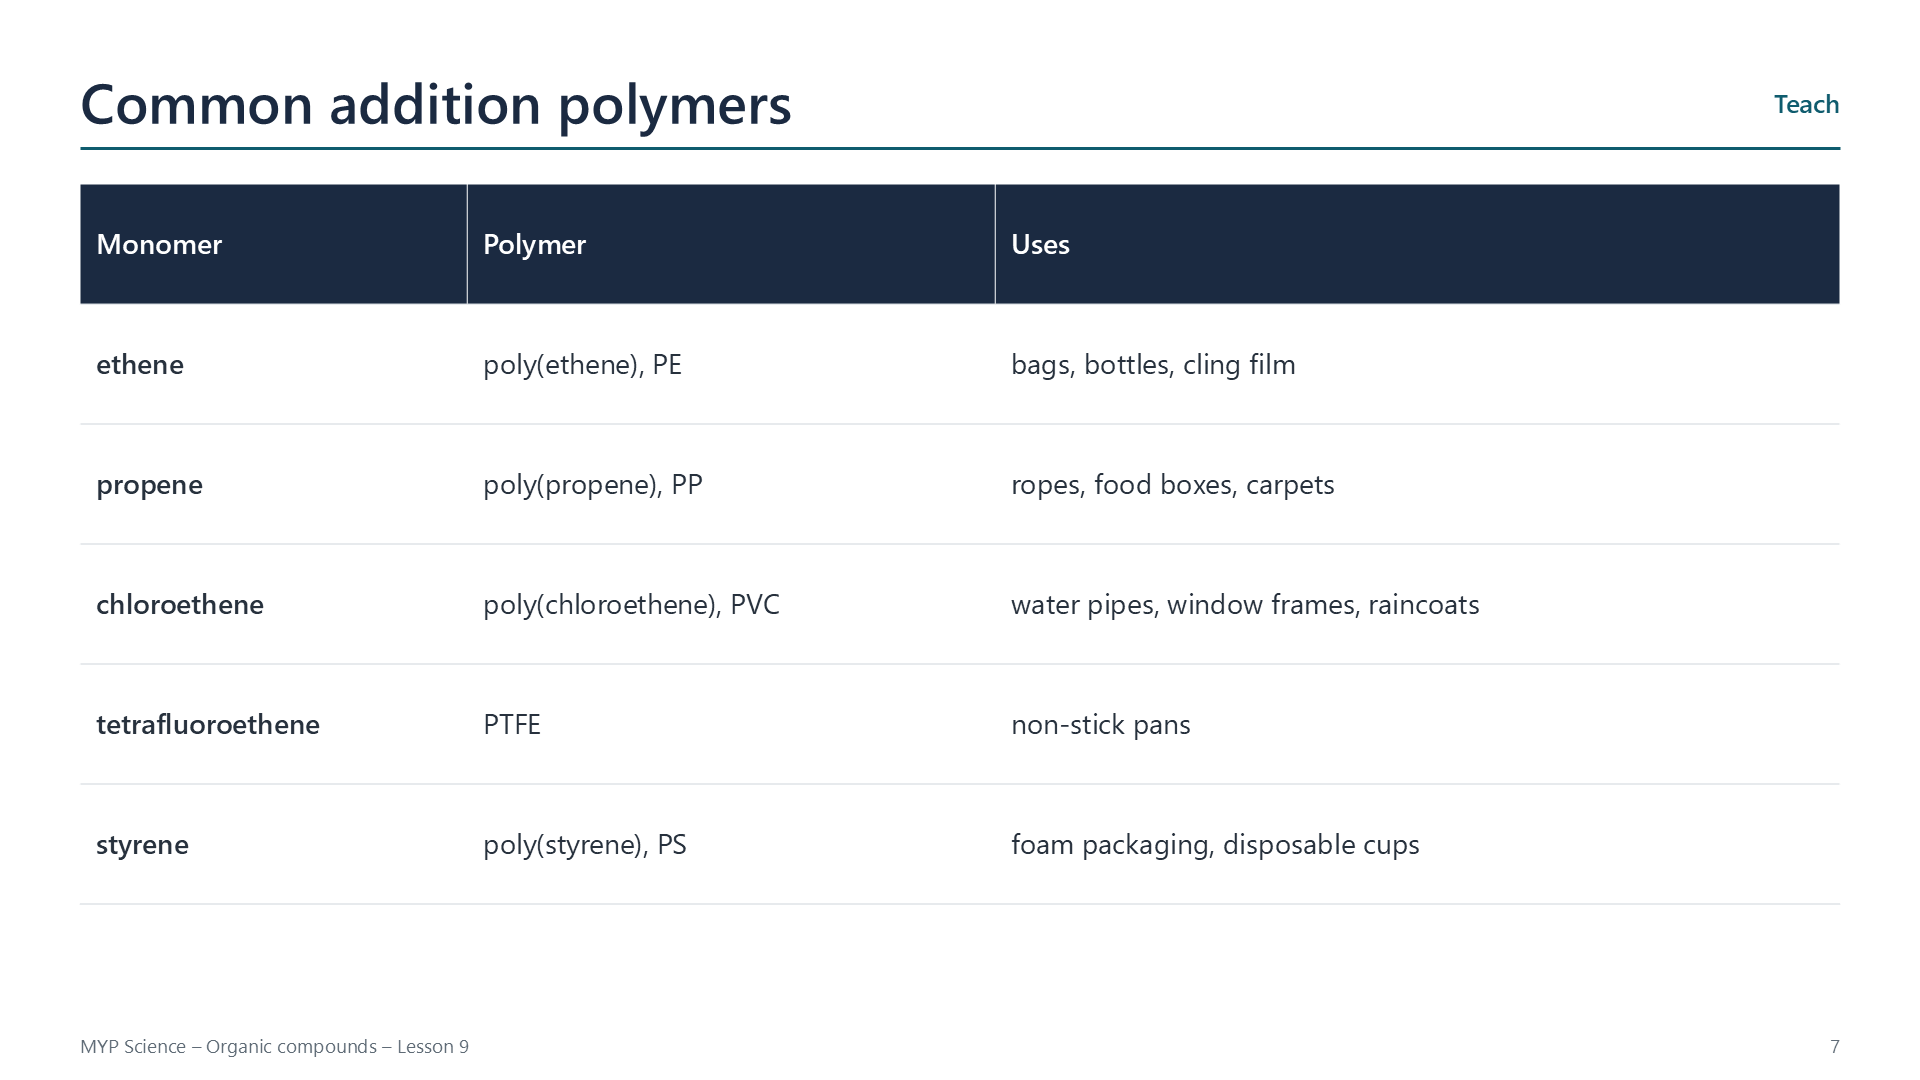 Common addition polymers
Teach
Monomer Polymer Uses
ethene poly(ethene), PE bags, bottles, cling film
propene poly(propene), PP ropes, food boxes, carpets
chloroethene poly(chloroethene), PVC water pipes, window frames, raincoats
tetrafluoroethene PTFE non-stick pans
styrene poly(styrene), PS foam packaging, disposable cups
MYP Science – Organic compounds – Lesson 9
7